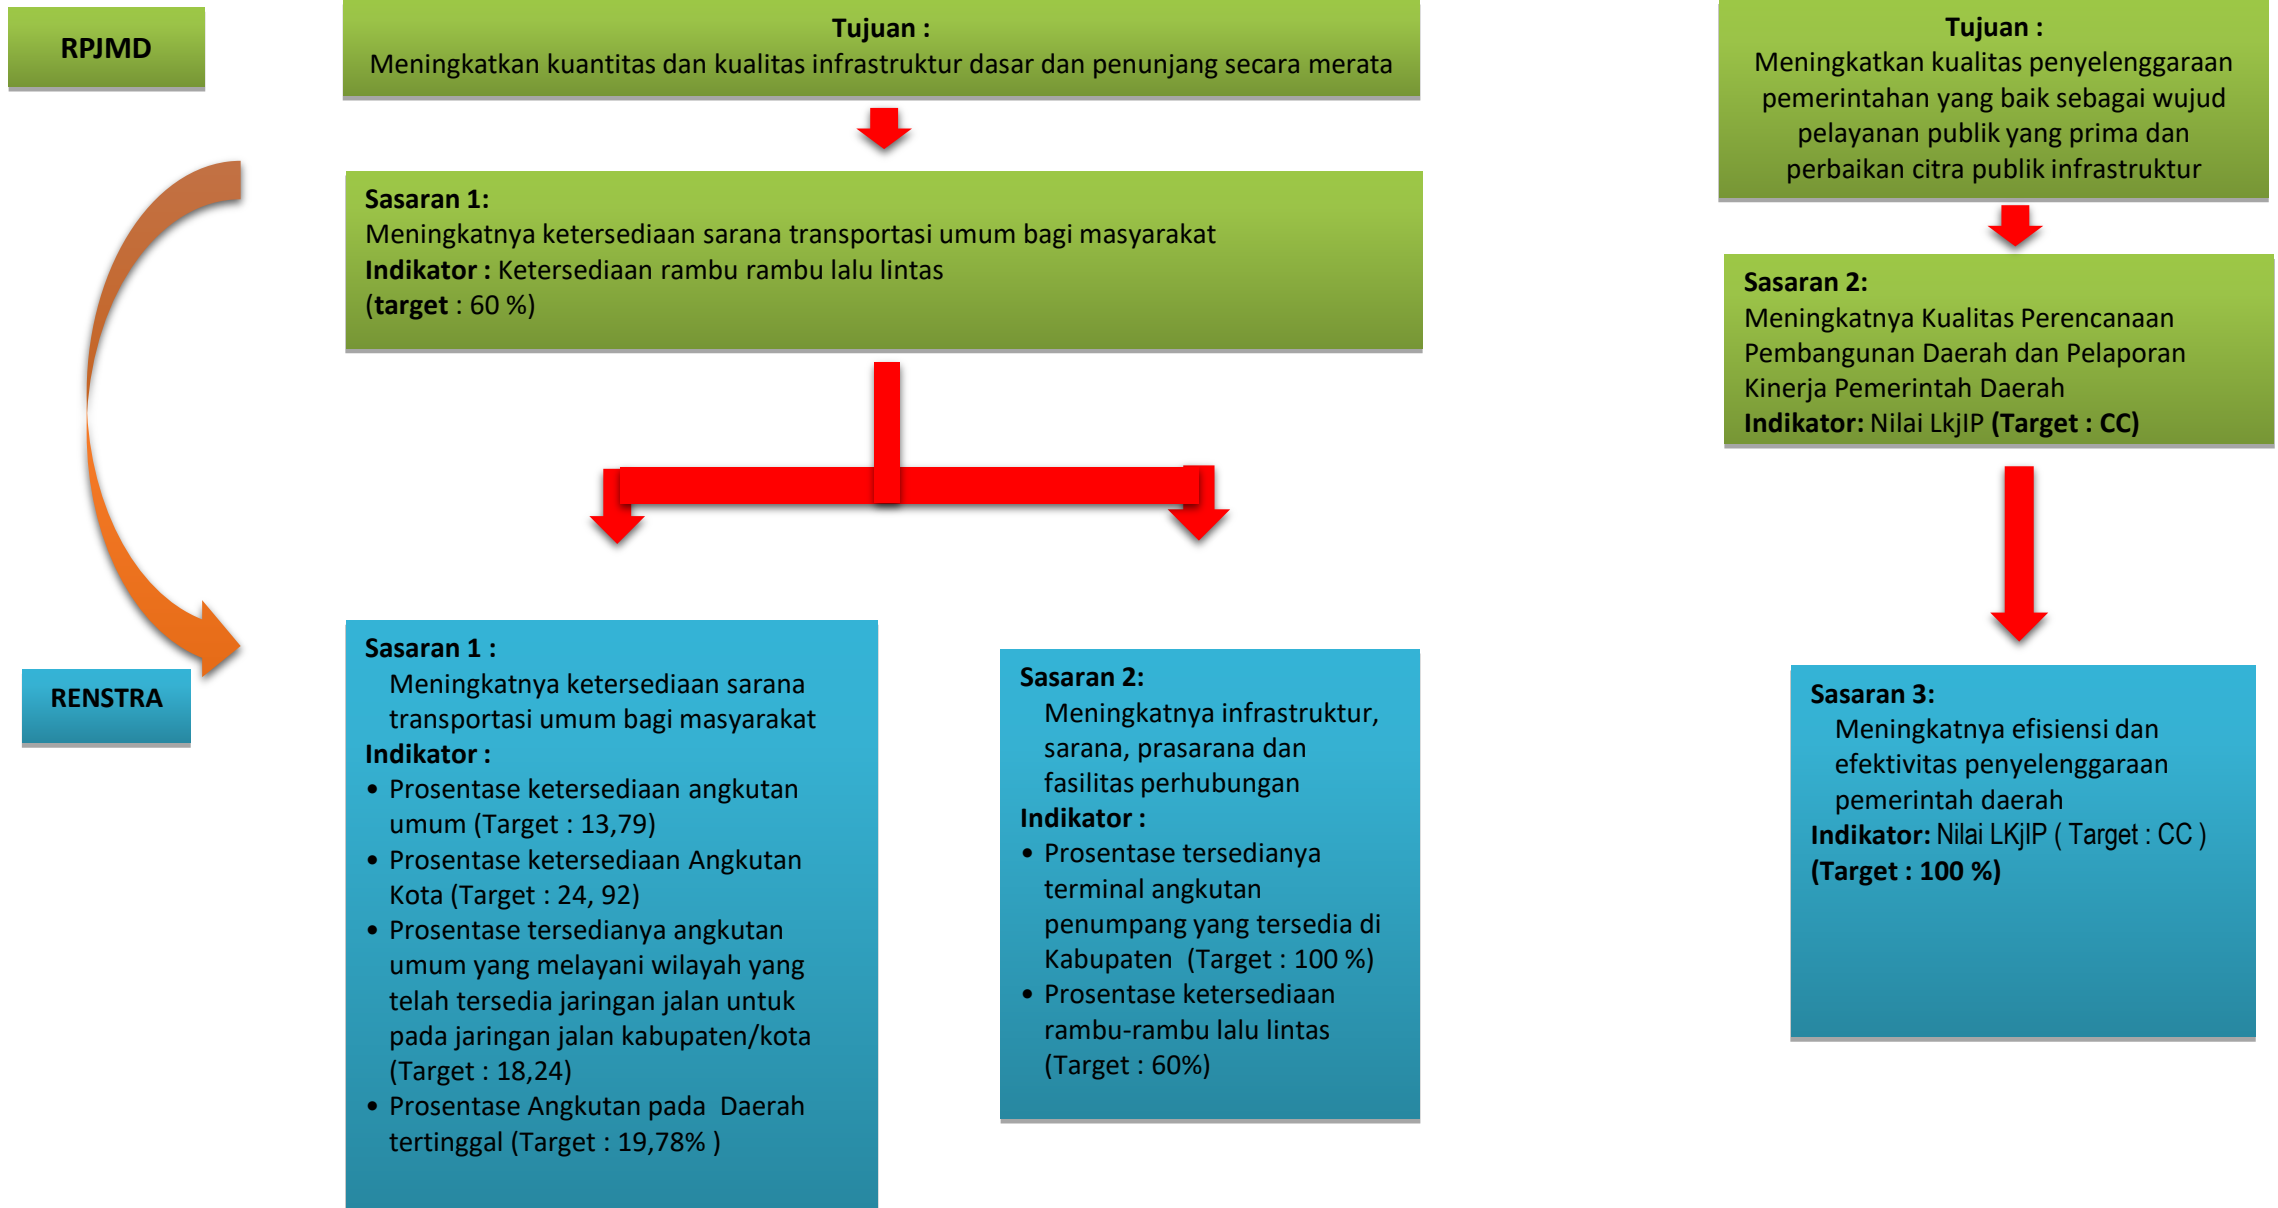 RPJMD
Tujuan :
Meningkatkan kuantitas dan kualitas infrastruktur dasar dan penunjang secara merata
Sasaran 1:
Meningkatnya ketersediaan sarana transportasi umum bagi masyarakat
Indikator : Ketersediaan rambu rambu lalu lintas
(target : 60 %)
Tujuan :
Meningkatkan kualitas penyelenggaraan
pemerintahan yang baik sebagai wujud
pelayanan publik yang prima dan
perbaikan citra publik infrastruktur
Sasaran 2:
Meningkatnya Kualitas Perencanaan
Pembangunan Daerah dan Pelaporan
Kinerja Pemerintah Daerah
Indikator: Nilai LkjIP (Target : CC)
RENSTRA
Sasaran 1 :
Meningkatnya ketersediaan sarana
transportasi umum bagi masyarakat
Indikator :
• Prosentase ketersediaan angkutan
umum (Target : 13,79)
• Prosentase ketersediaan Angkutan
Kota (Target : 24, 92)
• Prosentase tersedianya angkutan
umum yang melayani wilayah yang
telah tersedia jaringan jalan untuk
pada jaringan jalan kabupaten/kota
(Target : 18,24)
• Prosentase Angkutan pada  Daerah
tertinggal (Target : 19,78% )
Sasaran 2:
Meningkatnya infrastruktur,
sarana, prasarana dan
fasilitas perhubungan
Indikator :
• Prosentase tersedianya
terminal angkutan
penumpang yang tersedia di
Kabupaten  (Target : 100 %)
• Prosentase ketersediaan
rambu-rambu lalu lintas
(Target : 60%)
Sasaran 3:
Meningkatnya efisiensi dan
efektivitas penyelenggaraan
pemerintah daerah
Indikator: Nilai LKjIP ( Target : CC )
(Target : 100 %)